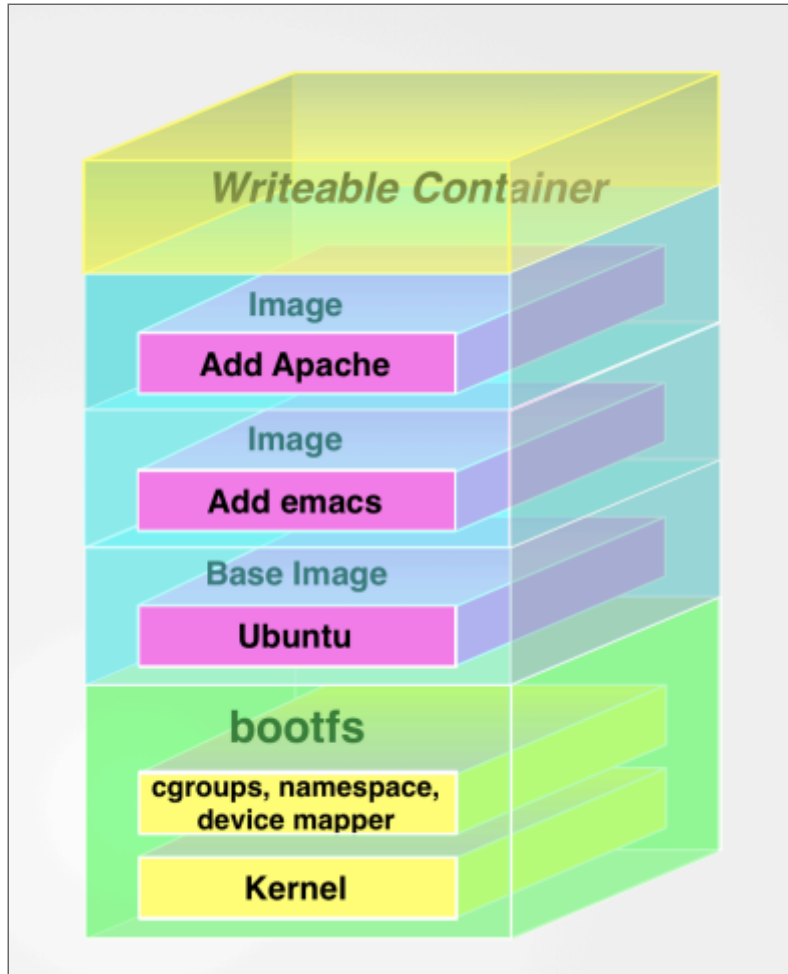 Writeable Container
Image
Add Apache
Image
Add emacs
Base Image
Ubuntu
bootfs
cgroups, namespace,
device mapper
Kernel